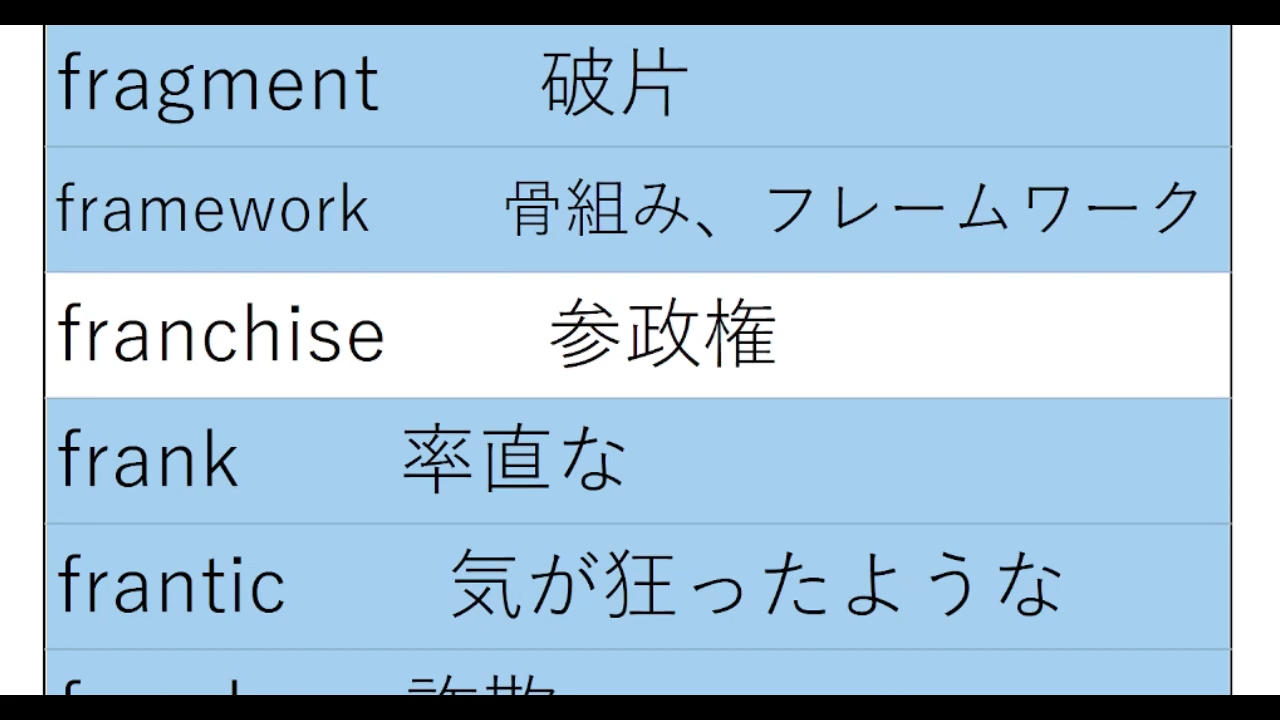 fragment 破片
framework 骨組み、フレームワーク
franchise 参政権
frank 率直な
frantic 気が狂ったような